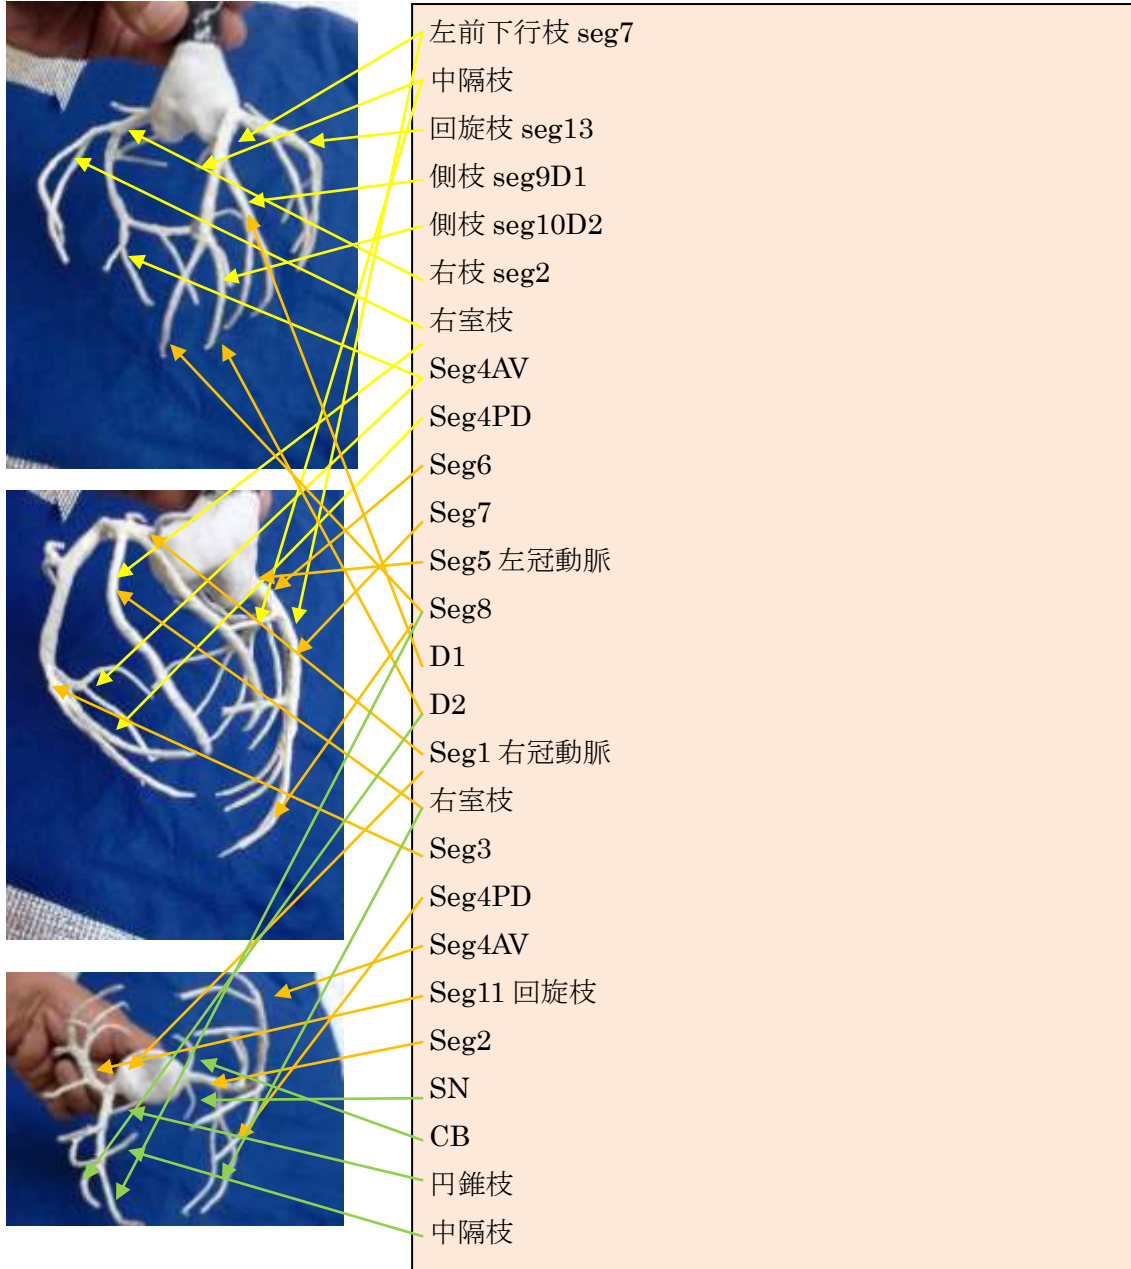 左前下行枝 seg7
中隔枝
回旋枝 seg13
側枝 seg9D1
側枝 seg10D2
右枝 seg2
右室枝
Seg4AV
Seg4PD
Seg6
Seg7
Seg5 左冠動脈
Seg8
D1
D2
Seg1 右冠動脈
右室枝
Seg3
Seg4PD
Seg4AV
Seg11 回旋枝
Seg2
SN
CB
円錐枝
中隔枝